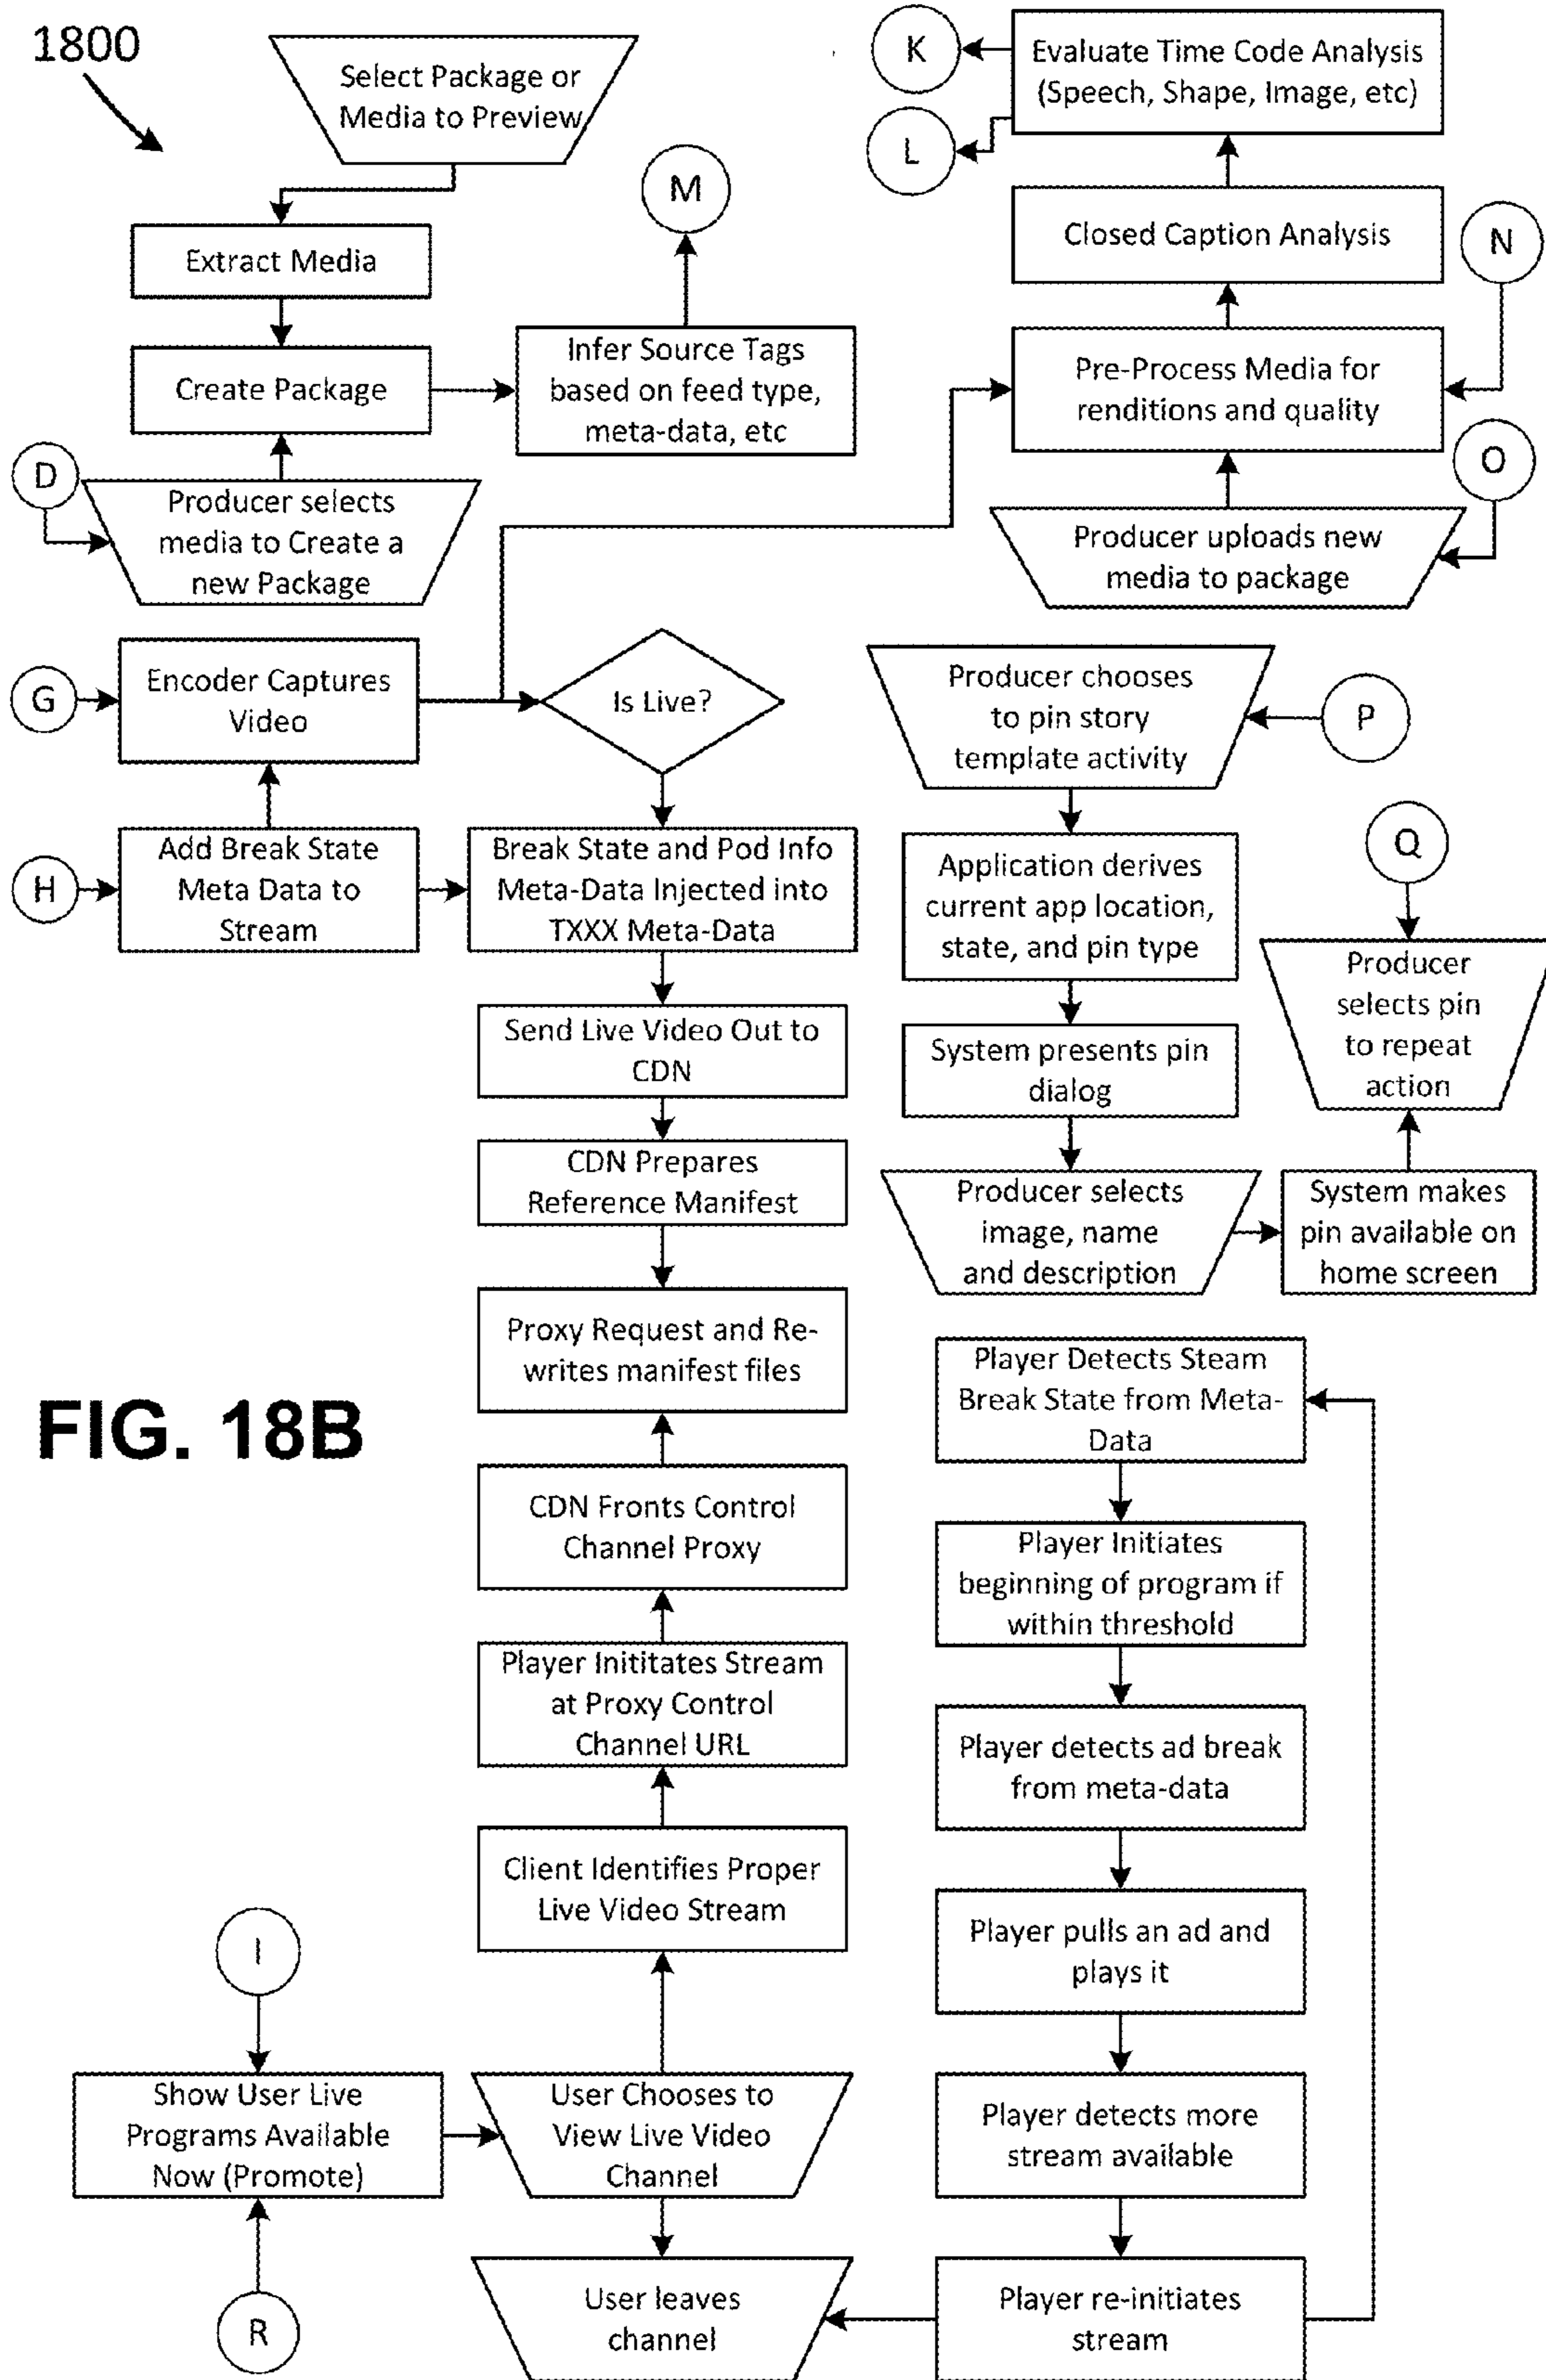 1800
Select Package or
Media to Preview
Extract Media
Create Package
Infer Source Tags
based on feed type,
meta-data, etc
M
D
Producer selects
media to Create a
new Package
K
Evaluate Time Code Analysis
(Speech, Shape, Image, etc)
L
Closed Caption Analysis
N
Pre-Process Media for
renditions and quality
O
Producer uploads new
media to package
G
Encoder Captures
Video
Is Live?
H
Add Break State
Meta Data to
Stream
Break State and Pod Info
Meta-Data Injected into
TXXX Meta-Data
Send Live Video Out to
CDN
CDN Prepares
Reference Manifest
Proxy Request and Re-
writes manifest files
CDN Fronts Control
Channel Proxy
Player Inititates Stream
at Proxy Control
Channel URL
Client Identifies Proper
Live Video Stream
I
Show User Live
Programs Available
Now (Promote)
R
User Chooses to
View Live Video
Channel
User leaves
channel
Producer chooses
to pin story
template activity
P
Application derives
current app location,
state, and pin type
System presents pin
dialog
Producer selects
image, name
and description
System makes
pin available on
home screen
Q
Producer
selects pin
to repeat
action
Player Detects Steam
Break State from Meta-
Data
Player Initiates
beginning of program if
within threshold
Player detects ad break
from meta-data
Player pulls an ad and
plays it
Player detects more
stream available
Player re-initiates
stream
FIG. 18B